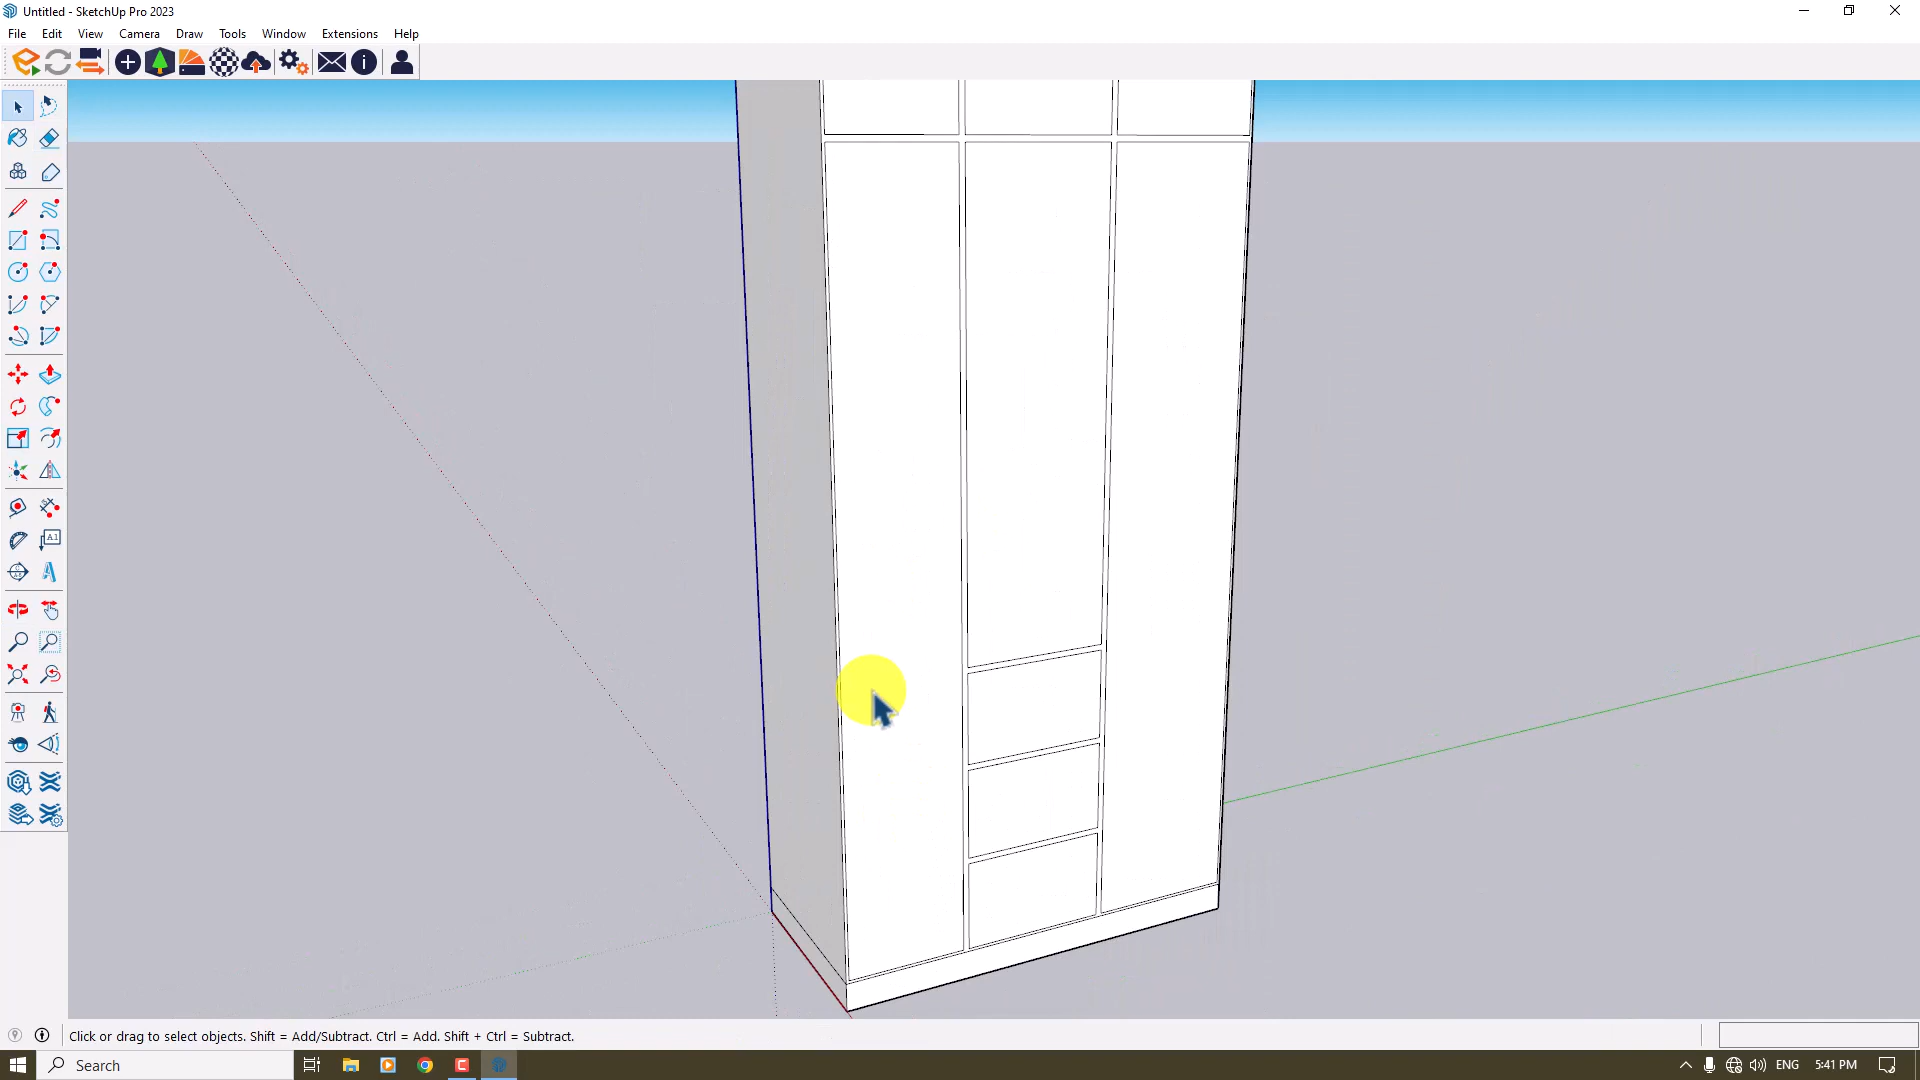 Untitled - SketchUp Pro 2023
File Edit View Camera Draw Tools Window Extensions Help
A1
Click or drag to select objects. Shift = Add/Subtract. Ctrl = Add. Shift + Ctrl = Subtract.
Search
ENG
5:41 PM